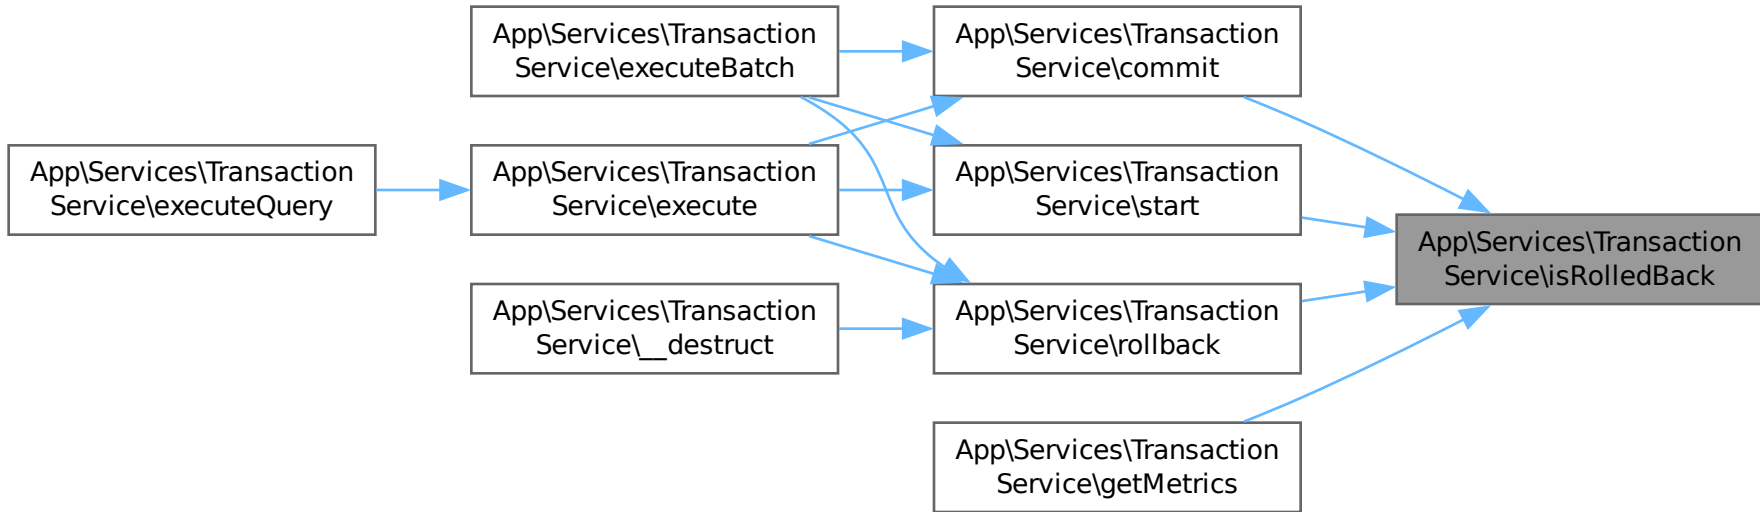 App\Services\Transaction
Service\executeBatch
App\Services\Transaction
Service\commit
App\Services\Transaction
Service\executeQuery
App\Services\Transaction
Service\execute
App\Services\Transaction
Service\start
App\Services\Transaction
Service\isRolledBack
App\Services\Transaction
Service\__destruct
App\Services\Transaction
Service\rollback
App\Services\Transaction
Service\getMetrics